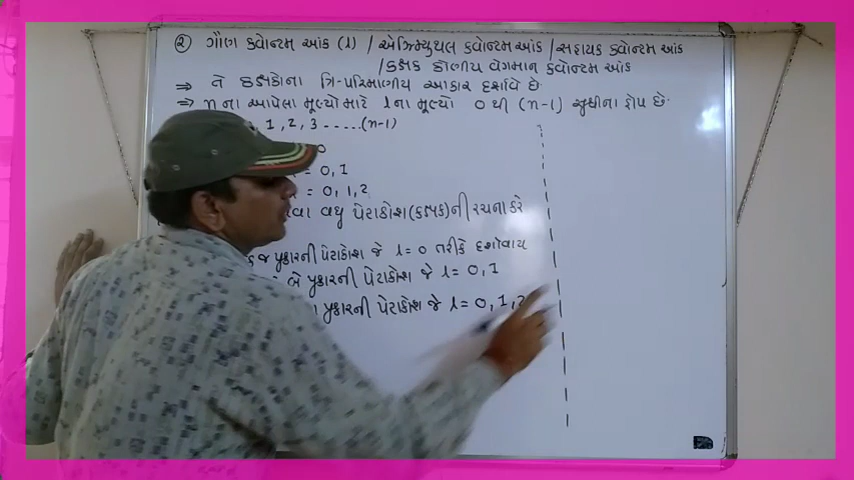 ② ગૌણ ક્વોન્ટમ આંક (l) / એઝિમ્યુથલ ક્વોન્ટમ આંક / સહાયક ક્વોન્ટમ આંક
/ કક્ષક કોણીય વેગમાન ક્વોન્ટમ આંક
⇒ તે કક્ષકોના ત્રિ-પરિમાણીય આકાર દર્શાવે છે.
⇒ n ના આપેલા મૂલ્યો માટે l ના મૂલ્યો 0 થી (n-1) સુધીના હોય છે.
1, 2, 3 ..... (n-1)
0
= 0, 1
= 0, 1, 2
વધુ પેટાકોશ (કક્ષક) ની રચના કરે
જ પ્રકારની પેટાકોશ જે l = 0 તરીકે દર્શાવાય
બે પ્રકારની પેટાકોશ જે l = 0, 1
પ્રકારની પેટાકોશ જે l = 0, 1, 2